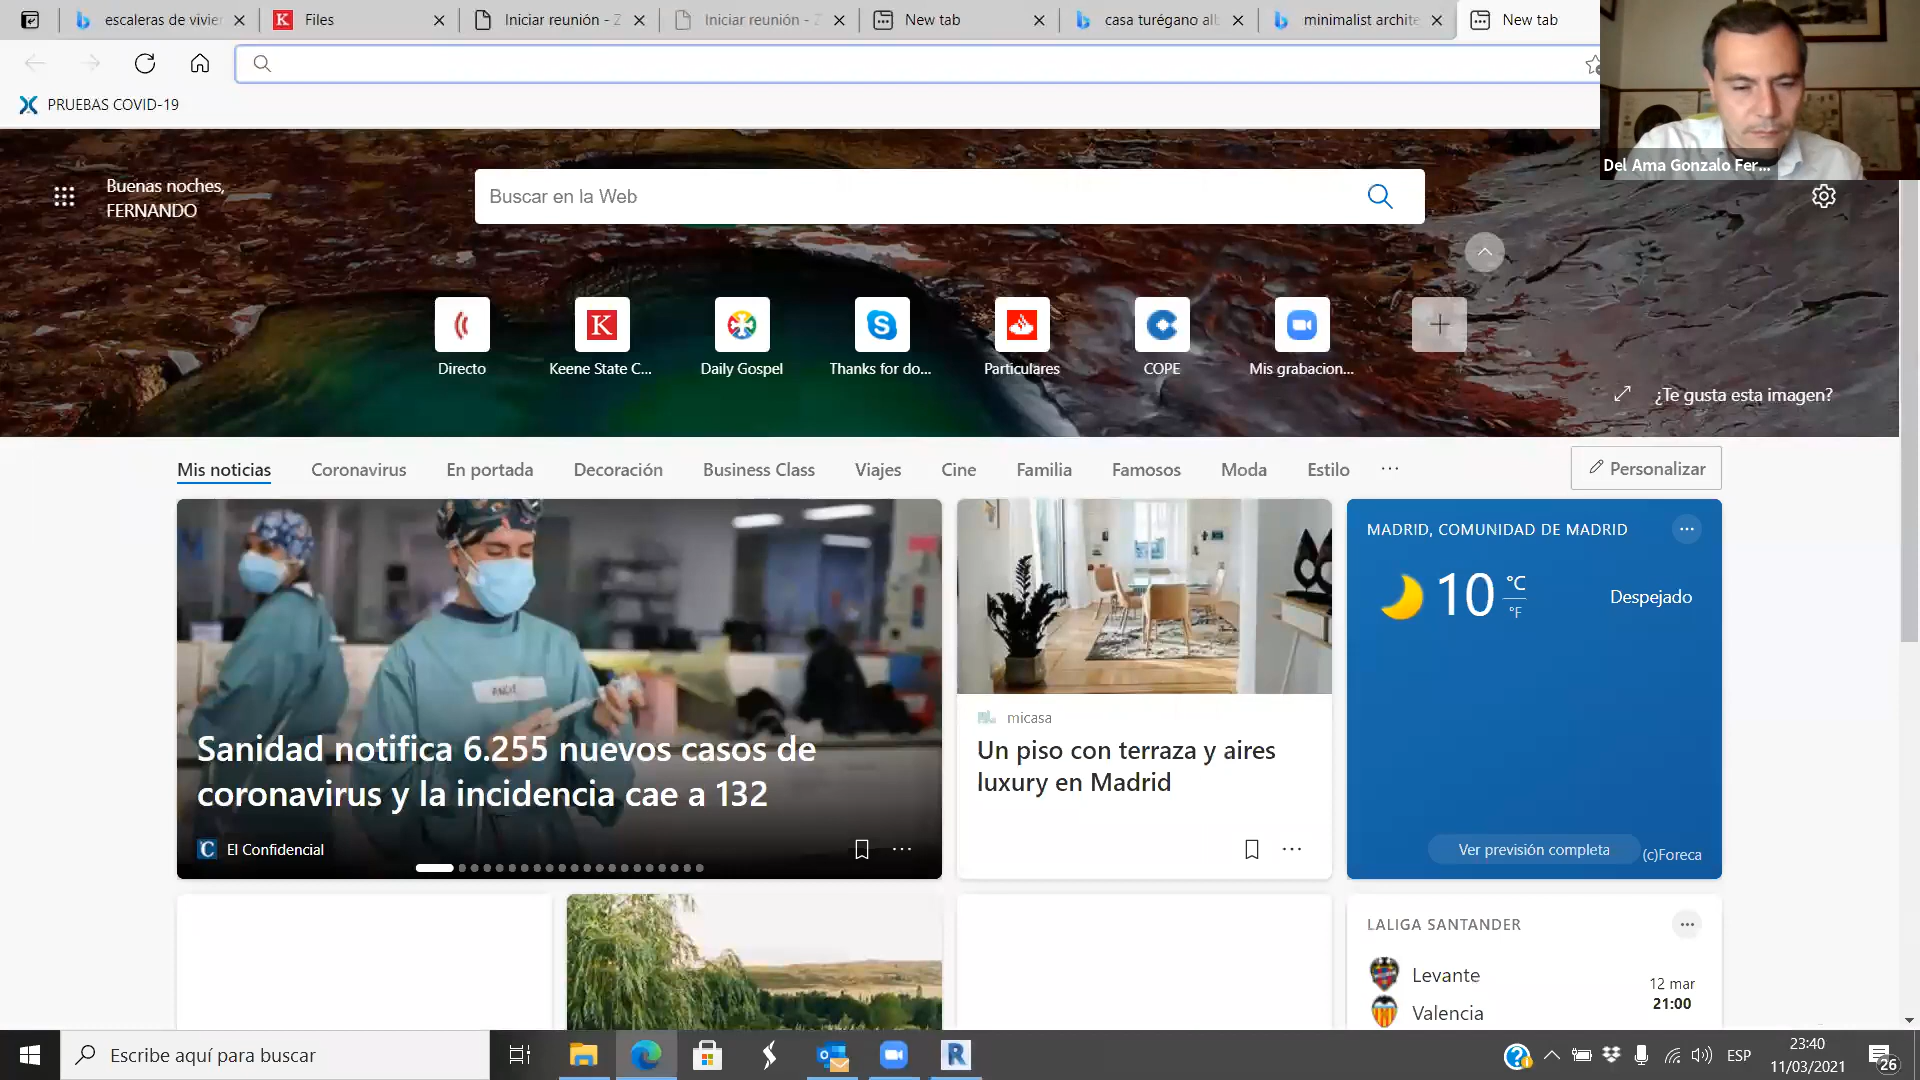 escaleras de vivier
Files
Iniciar reunión - Z
Iniciar reunión - Z
New tab
casa turégano alb
minimalist archite
New tab
PRUEBAS COVID-19
Del Ama Gonzalo Fer...
Buenas noches,
FERNANDO
Buscar en la Web
Directo
Keene State C...
Daily Gospel
Thanks for do...
Particulares
COPE
Mis grabacion...
¿Te gusta esta imagen?
Mis noticias
Coronavirus
En portada
Decoración
Business Class
Viajes
Cine
Familia
Famosos
Moda
Estilo
Personalizar
Sanidad notifica 6.255 nuevos casos de
coronavirus y la incidencia cae a 132
El Confidencial
micasa
Un piso con terraza y aires
luxury en Madrid
MADRID, COMUNIDAD DE MADRID
10 °C
°F
Despejado
Ver previsión completa
(c)Foreca
LALIGA SANTANDER
Levante
Valencia
12 mar
21:00
Escribe aquí para buscar
ESP
23:40
11/03/2021
26